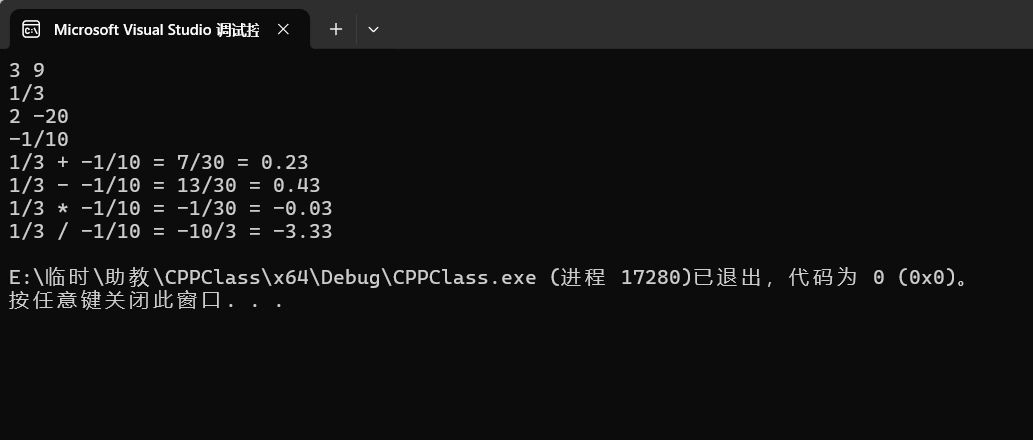 Microsoft Visual Studio 调试控
3 9
1/3
2 -20
-1/10
1/3 + -1/10 = 7/30 = 0.23
1/3 - -1/10 = 13/30 = 0.43
1/3 * -1/10 = -1/30 = -0.03
1/3 / -1/10 = -10/3 = -3.33
E:\临时\助教\CPPClass\x64\Debug\CPPClass.exe (进程 17280)已退出，代码为 0 (0x0)。
按任意键关闭此窗口. . .